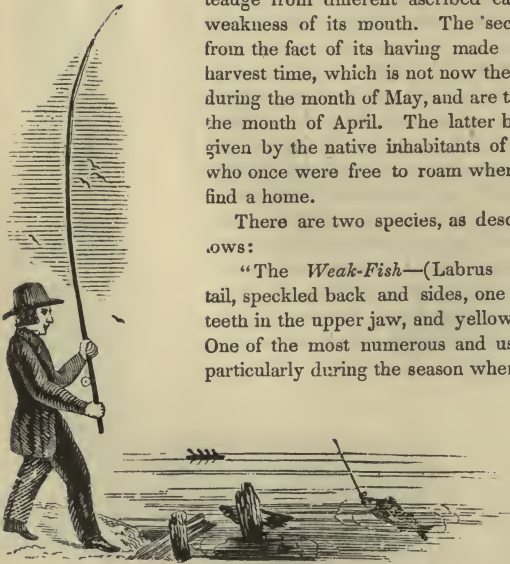 weakness of its mouth. The 'sec
from the fact of its having made
harvest time, which is not now the
during the month of May, and are t
the month of April. The latter b
given by the native inhabitants of
who once were free to roam wher
find a home.
There are two species, as desc
.ows:
"The Weak-Fish—(Labrus
tail, speckled back and sides, one
teeth in the upper jaw, and yellow
One of the most numerous and us
particularly during the season when